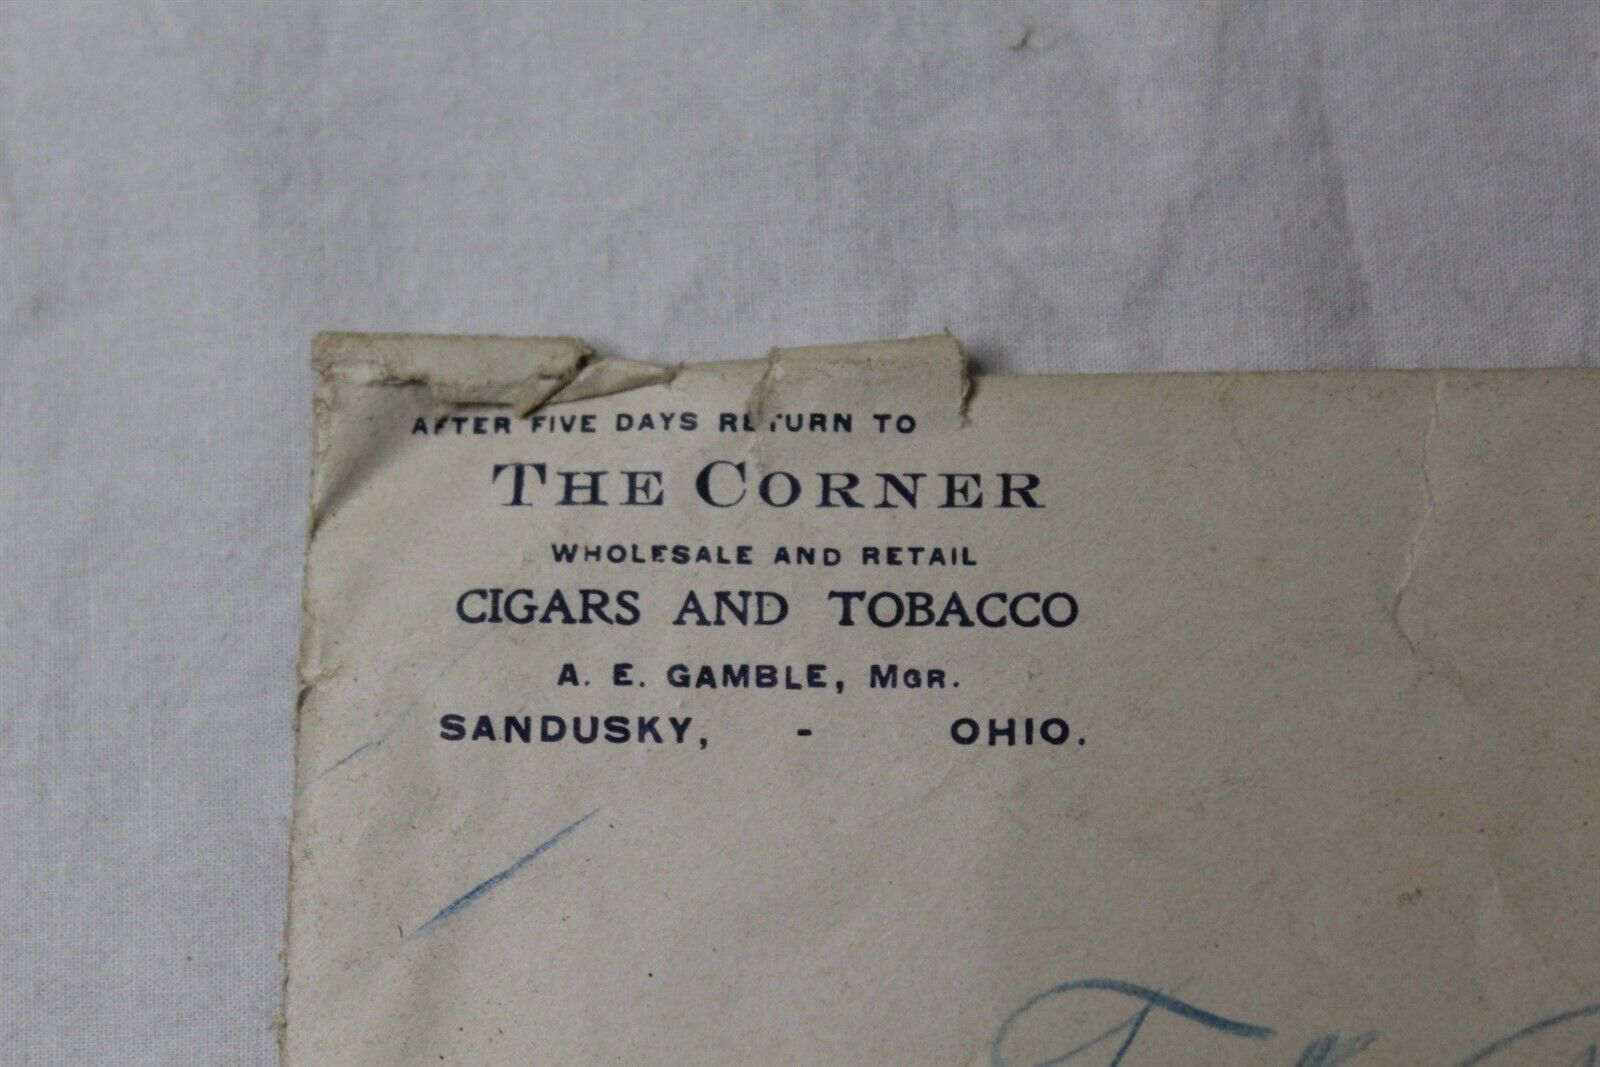 AFTER FIVE DAYS RETURN TO
THE CORNER
WHOLESALE AND RETAIL
CIGARS AND TOBACCO
A. E. GAMBLE, MGR.
SANDUSKY, - OHIO.